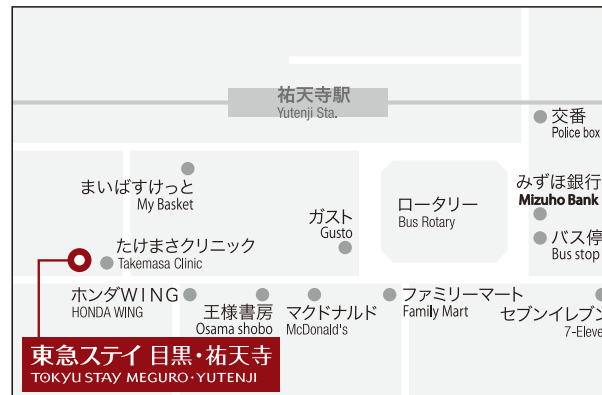 祐天寺駅
Yutenji Sta.
交番
Police box
まいばすけっと
My Basket
ガスト
Gusto
ロータリー
Bus Rotary
みずほ銀行
Mizuho Bank
たけまさクリニック
Takemasa Clinic
バス停
Bus stop
ホンダWING
HONDA WING
王様書房
Osama shobo
マクドナルド
McDonald's
ファミリーマート
Family Mart
セブンイレブン
7-Eleve
東急ステイ 目黒・祐天寺
TOKYU STAY MEGURO・YUTENJI